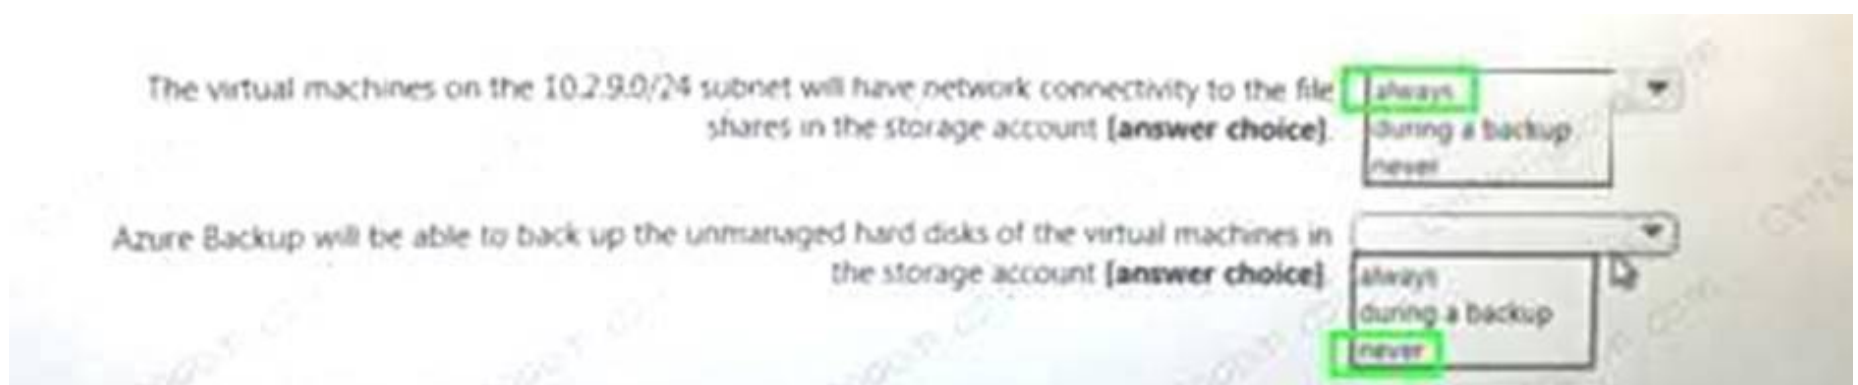 The virtual machines on the 10.2.9.0/24 subnet will have network connectivity to the file
shares in the storage account [answer choice].
always
during a backup
never
Azure Backup will be able to back up the unmanaged hard disks of the virtual machines in
the storage account [answer choice].
always
during a backup
never